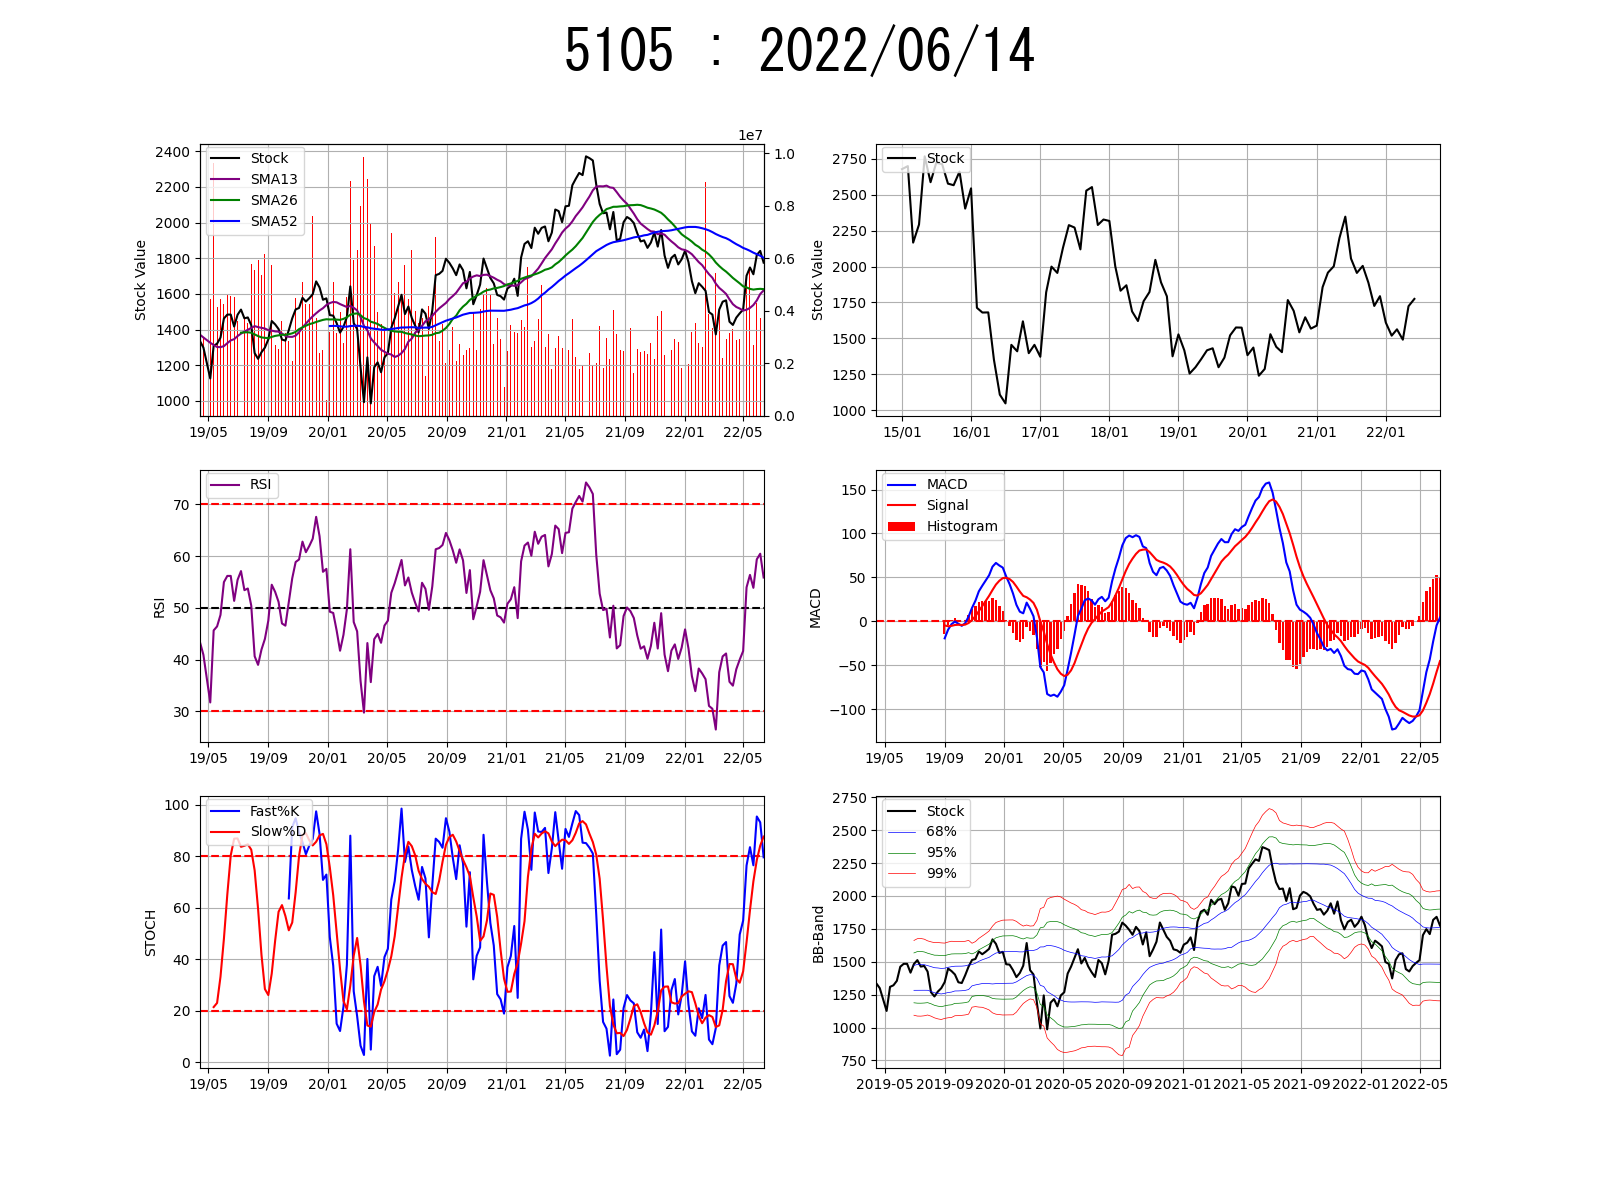 5105 : 2022/06/14
1e7
Stock Value
2400
2200
2000
1800
1600
1400
1200
1000
Stock
SMA13
SMA26
SMA52
1.0
0.8
0.6
0.4
0.2
0.0
19/05 19/09 20/01 20/05 20/09 21/01 21/05 21/09 22/01 22/05
Stock Value
2750
2500
2250
2000
1750
1500
1250
1000
Stock
15/01 16/01 17/01 18/01 19/01 20/01 21/01 22/01
RSI
70
60
50
40
30
RSI
19/05 19/09 20/01 20/05 20/09 21/01 21/05 21/09 22/01 22/05
MACD
150
100
50
0
−50
−100
MACD
Signal
Histogram
19/05 19/09 20/01 20/05 20/09 21/01 21/05 21/09 22/01 22/05
STOCH
100
80
60
40
20
0
Fast%K
Slow%D
19/05 19/09 20/01 20/05 20/09 21/01 21/05 21/09 22/01 22/05
BB-Band
2750
2500
2250
2000
1750
1500
1250
1000
750
Stock
68%
95%
99%
2019-05 2019-09 2020-01 2020-05 2020-09 2021-01 2021-05 2021-09 2022-01 2022-05